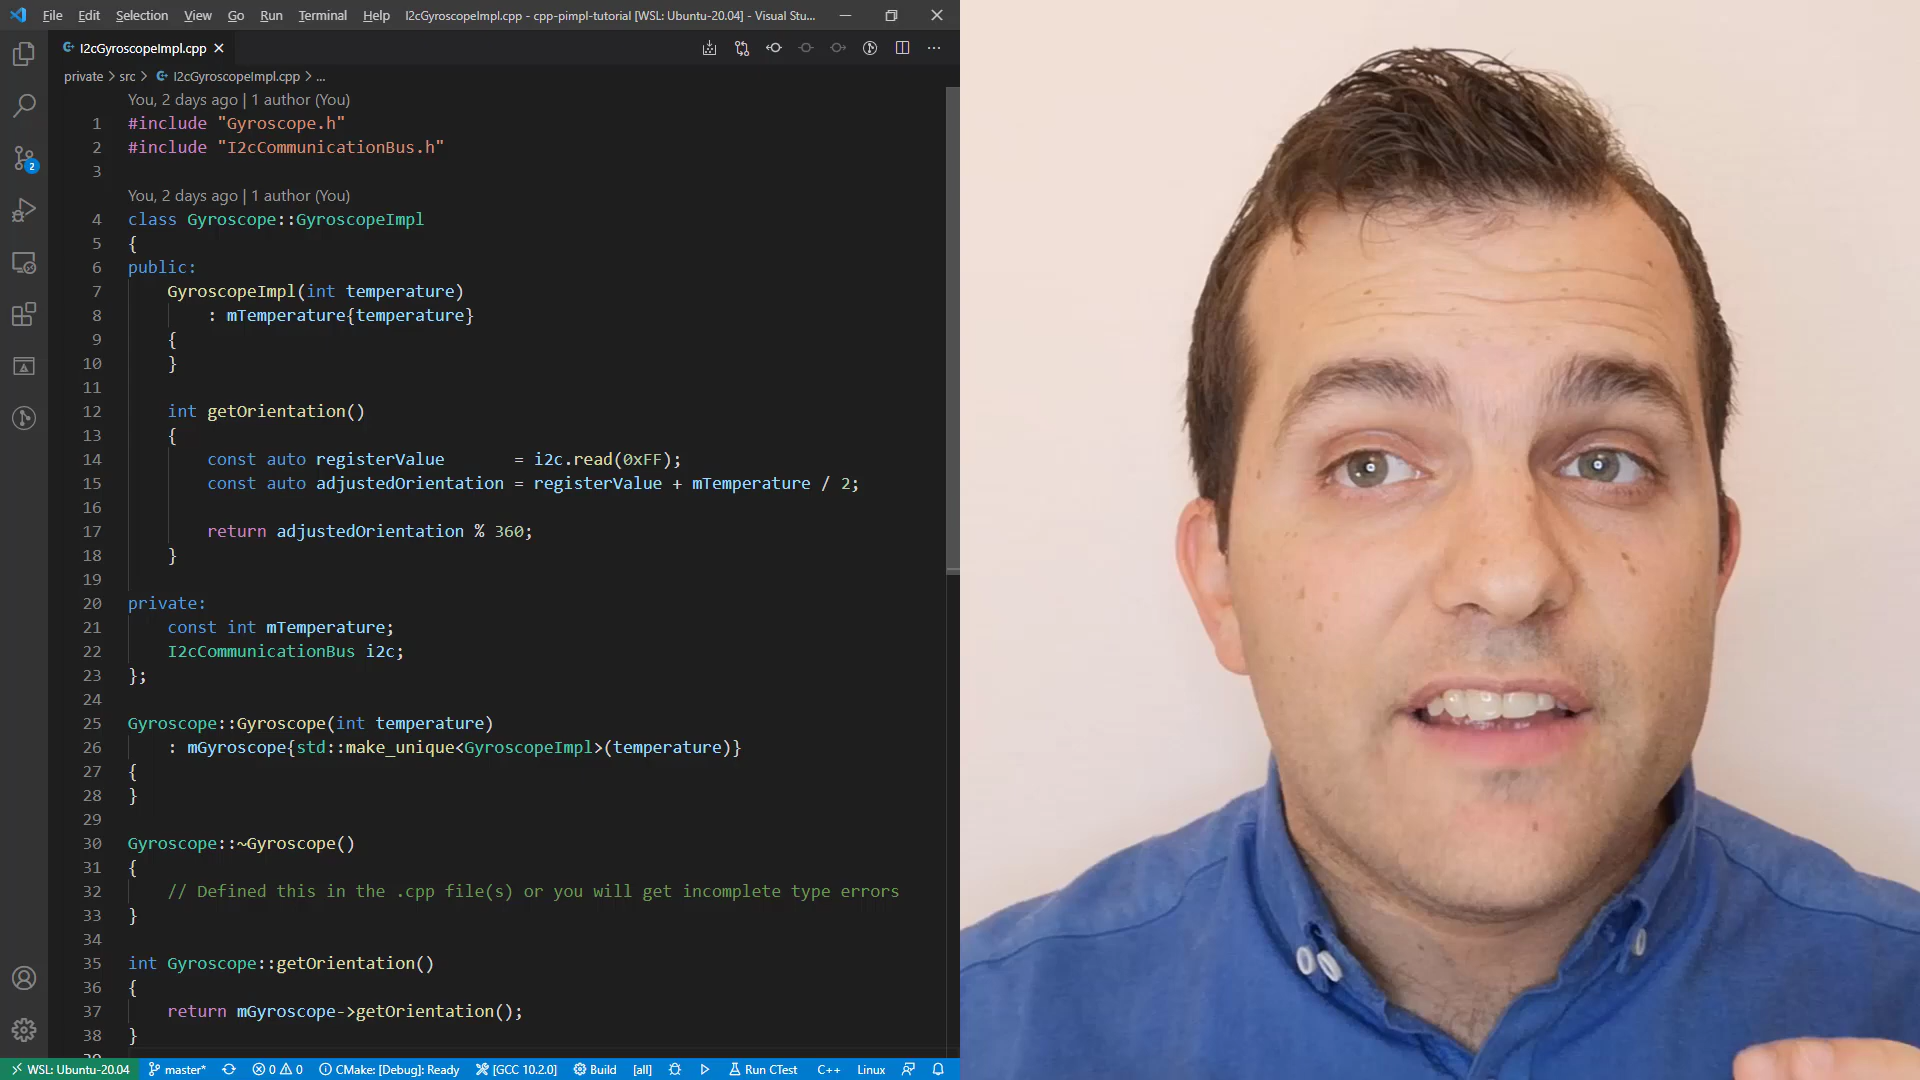 File Edit Selection View Go Run Terminal Help I2cGyroscopeImpl.cpp - cpp-pimpl-tutorial [WSL: Ubuntu-20.04] - Visual Stu...
I2cGyroscopeImpl.cpp
private > src > I2cGyroscopeImpl.cpp > ...
You, 2 days ago | 1 author (You)
1 #include "Gyroscope.h"
2 #include "I2cCommunicationBus.h"
3
You, 2 days ago | 1 author (You)
4 class Gyroscope::GyroscopeImpl
5 {
6 public:
7 GyroscopeImpl(int temperature)
8 : mTemperature{temperature}
9 {
10 }
11
12 int getOrientation()
13 {
14 const auto registerValue = i2c.read(0xFF);
15 const auto adjustedOrientation = registerValue + mTemperature / 2;
16
17 return adjustedOrientation % 360;
18 }
19
20 private:
21 const int mTemperature;
22 I2cCommunicationBus i2c;
23 };
24
25 Gyroscope::Gyroscope(int temperature)
26 : mGyroscope{std::make_unique<GyroscopeImpl>(temperature)}
27 {
28 }
29
30 Gyroscope::~Gyroscope()
31 {
32 // Defined this in the .cpp file(s) or you will get incomplete type errors
33 }
34
35 int Gyroscope::getOrientation()
36 {
37 return mGyroscope->getOrientation();
38 }
2
WSL: Ubuntu-20.04 master* 0 0 CMake: [Debug]: Ready [GCC 10.2.0] Build [all] Run CTest C++ Linux